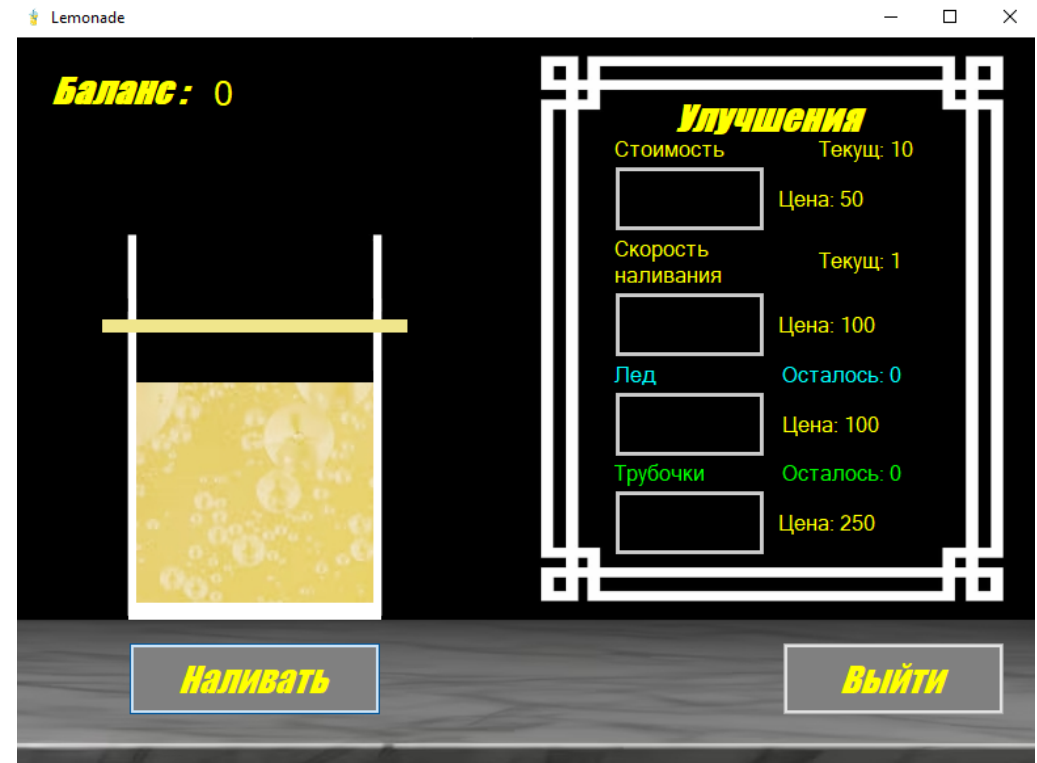 Lemonade
Баланс: 0
Улучшения
Стоимость Текущ: 10
Цена: 50
Скорость
наливания
Текущ: 1
Цена: 100
Лед Осталось: 0
Цена: 100
Трубочки Осталось: 0
Цена: 250
Наливать
Выйти